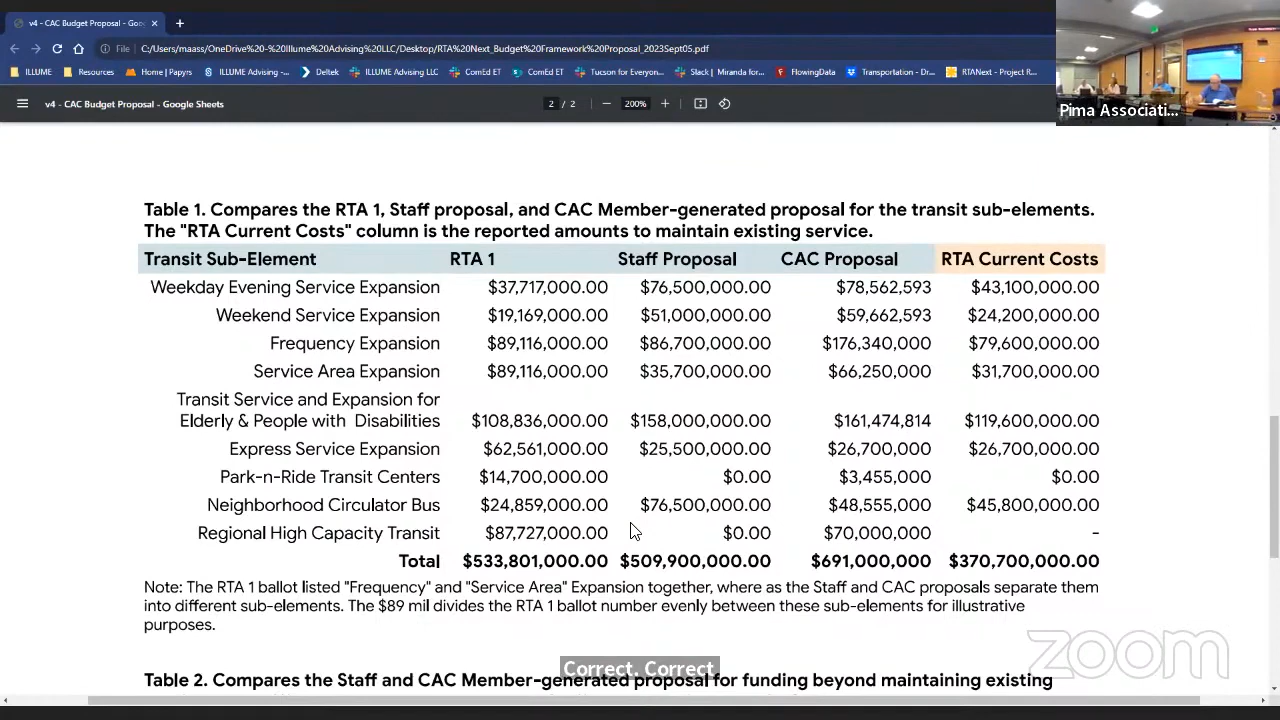 v4 - CAC Budget Proposal - Goo
File C:/Users/maass/OneDrive%20-%20Illume%20Advising%20LLC/Desktop/RTA%20Next_Budget%20Framework%20Proposal_2023Sept05.pdf
ILLUME Resources Home | Papyrs ILLUME Advising -... Deltek ILLUME Advising LLC ComEd ET ComEd ET Tucson for Everyon... Slack | Miranda for... FlowingData Transportation - Dr... RTANext - Project R...
v4 - CAC Budget Proposal - Google Sheets 2 / 2 200%
Pima Associati...
Table 1. Compares the RTA 1, Staff proposal, and CAC Member-generated proposal for the transit sub-elements.
The "RTA Current Costs" column is the reported amounts to maintain existing service.
Transit Sub-Element RTA 1 Staff Proposal CAC Proposal RTA Current Costs
Weekday Evening Service Expansion $37,717,000.00 $76,500,000.00 $78,562,593 $43,100,000.00
Weekend Service Expansion $19,169,000.00 $51,000,000.00 $59,662,593 $24,200,000.00
Frequency Expansion $89,116,000.00 $86,700,000.00 $176,340,000 $79,600,000.00
Service Area Expansion $89,116,000.00 $35,700,000.00 $66,250,000 $31,700,000.00
Transit Service and Expansion for
Elderly & People with Disabilities $108,836,000.00 $158,000,000.00 $161,474,814 $119,600,000.00
Express Service Expansion $62,561,000.00 $25,500,000.00 $26,700,000 $26,700,000.00
Park-n-Ride Transit Centers $14,700,000.00 $0.00 $3,455,000 $0.00
Neighborhood Circulator Bus $24,859,000.00 $76,500,000.00 $48,555,000 $45,800,000.00
Regional High Capacity Transit $87,727,000.00 $0.00 $70,000,000 -
Total $533,801,000.00 $509,900,000.00 $691,000,000 $370,700,000.00
Note: The RTA 1 ballot listed "Frequency" and "Service Area" Expansion together, where as the Staff and CAC proposals separate them
into different sub-elements. The $89 mil divides the RTA 1 ballot number evenly between these sub-elements for illustrative
purposes.
zoom
Correct. Correct
Table 2. Compares the Staff and CAC Member-generated proposal for funding beyond maintaining existing